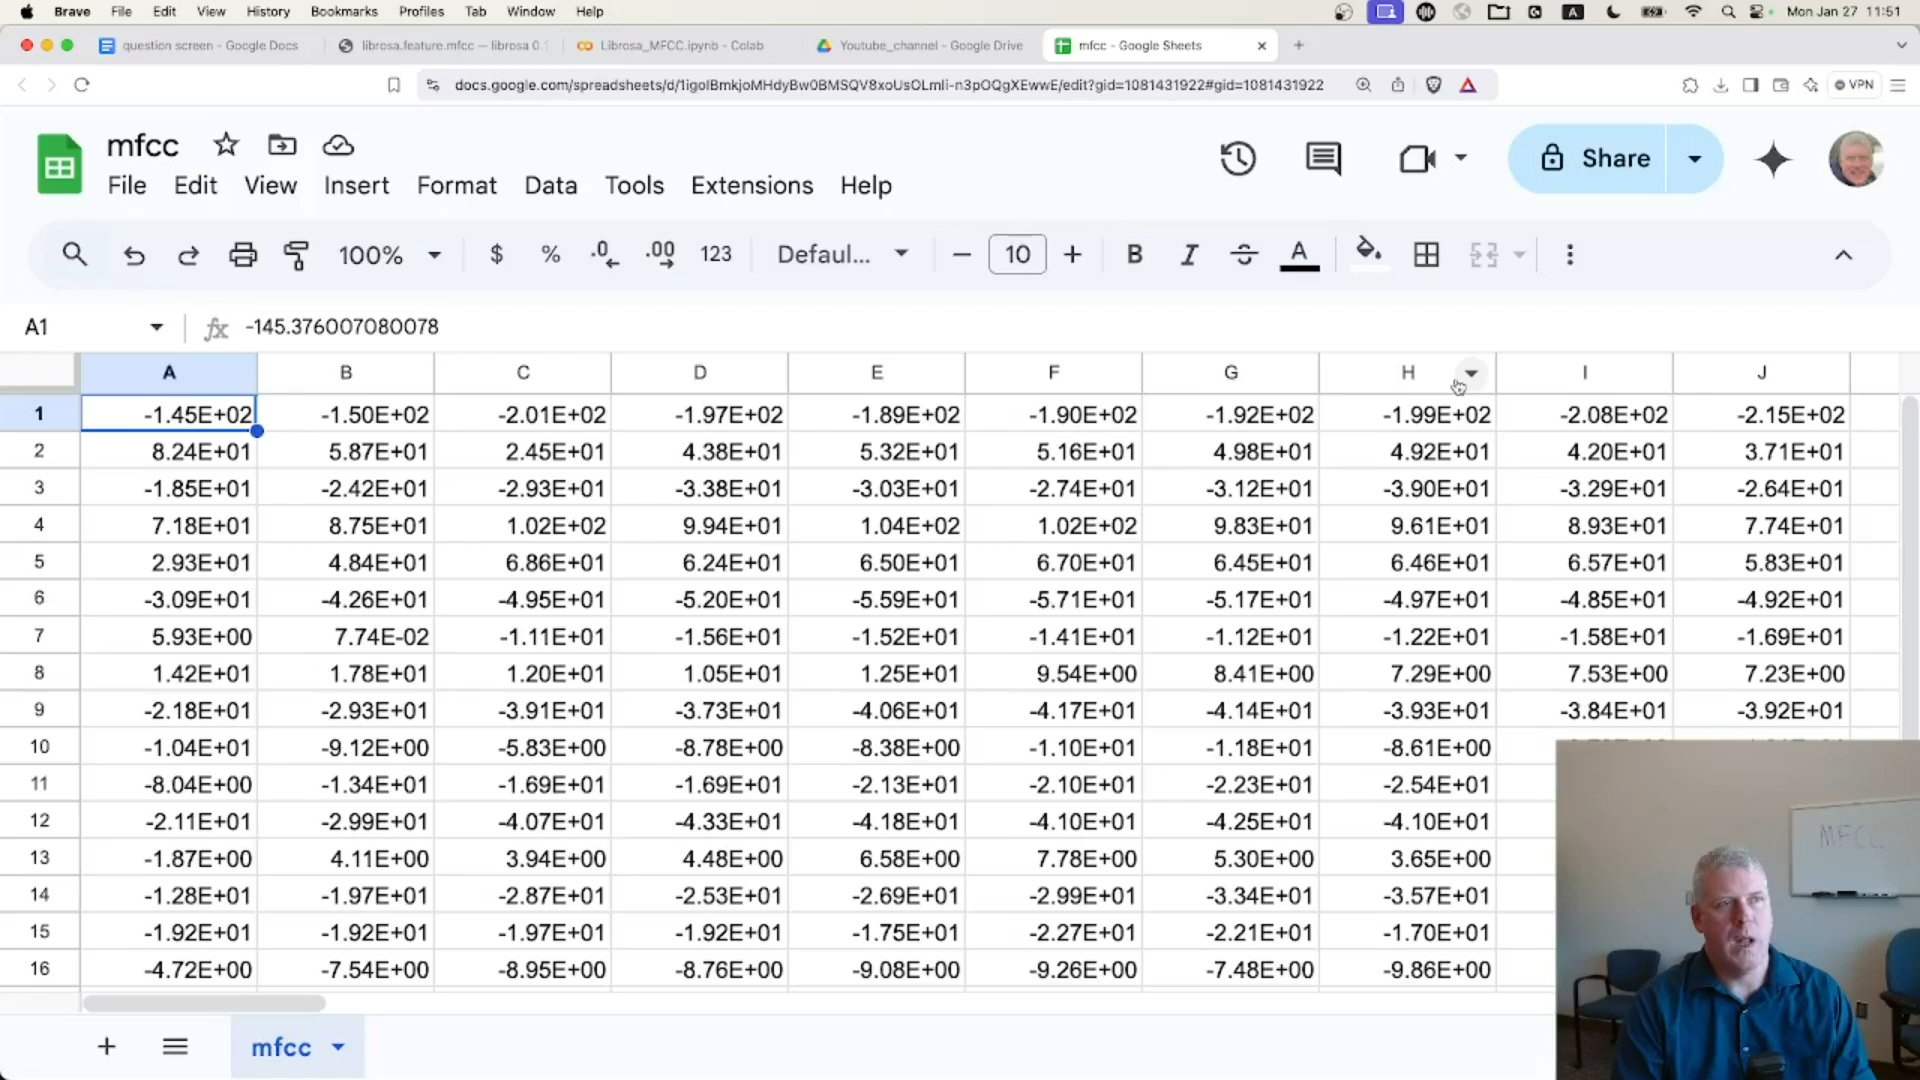 Brave File Edit View History Bookmarks Profiles Tab Window Help A Mon Jan 27 11:51
question screen - Google Docs librosa.feature.mfcc — librosa 0.1 Librosa_MFCC.ipynb - Colab Youtube_channel - Google Drive mfcc - Google Sheets
docs.google.com/spreadsheets/d/1igoIBmkjoMHdyBw0BMSQV8xoUsOLmIi-n3pOQgXEwwE/edit?gid=1081431922#gid=1081431922 VPN
mfcc
File Edit View Insert Format Data Tools Extensions Help
Share
100% $ % .0 .00 123 Defaul... 10 B I A
A1 fx -145.376007080078
A B C D E F G H I J
1 -1.45E+02 -1.50E+02 -2.01E+02 -1.97E+02 -1.89E+02 -1.90E+02 -1.92E+02 -1.99E+02 -2.08E+02 -2.15E+02
2 8.24E+01 5.87E+01 2.45E+01 4.38E+01 5.32E+01 5.16E+01 4.98E+01 4.92E+01 4.20E+01 3.71E+01
3 -1.85E+01 -2.42E+01 -2.93E+01 -3.38E+01 -3.03E+01 -2.74E+01 -3.12E+01 -3.90E+01 -3.29E+01 -2.64E+01
4 7.18E+01 8.75E+01 1.02E+02 9.94E+01 1.04E+02 1.02E+02 9.83E+01 9.61E+01 8.93E+01 7.74E+01
5 2.93E+01 4.84E+01 6.86E+01 6.24E+01 6.50E+01 6.70E+01 6.45E+01 6.46E+01 6.57E+01 5.83E+01
6 -3.09E+01 -4.26E+01 -4.95E+01 -5.20E+01 -5.59E+01 -5.71E+01 -5.17E+01 -4.97E+01 -4.85E+01 -4.92E+01
7 5.93E+00 7.74E-02 -1.11E+01 -1.56E+01 -1.52E+01 -1.41E+01 -1.12E+01 -1.22E+01 -1.58E+01 -1.69E+01
8 1.42E+01 1.78E+01 1.20E+01 1.05E+01 1.25E+01 9.54E+00 8.41E+00 7.29E+00 7.53E+00 7.23E+00
9 -2.18E+01 -2.93E+01 -3.91E+01 -3.73E+01 -4.06E+01 -4.17E+01 -4.14E+01 -3.93E+01 -3.84E+01 -3.92E+01
10 -1.04E+01 -9.12E+00 -5.83E+00 -8.78E+00 -8.38E+00 -1.10E+01 -1.18E+01 -8.61E+00
11 -8.04E+00 -1.34E+01 -1.69E+01 -1.69E+01 -2.13E+01 -2.10E+01 -2.23E+01 -2.54E+01
12 -2.11E+01 -2.99E+01 -4.07E+01 -4.33E+01 -4.18E+01 -4.10E+01 -4.25E+01 -4.10E+01
13 -1.87E+00 4.11E+00 3.94E+00 4.48E+00 6.58E+00 7.78E+00 5.30E+00 3.65E+00
14 -1.28E+01 -1.97E+01 -2.87E+01 -2.53E+01 -2.69E+01 -2.99E+01 -3.34E+01 -3.57E+01
15 -1.92E+01 -1.92E+01 -1.97E+01 -1.92E+01 -1.75E+01 -2.27E+01 -2.21E+01 -1.70E+01
16 -4.72E+00 -7.54E+00 -8.95E+00 -8.76E+00 -9.08E+00 -9.26E+00 -7.48E+00 -9.86E+00
MFCC
mfcc